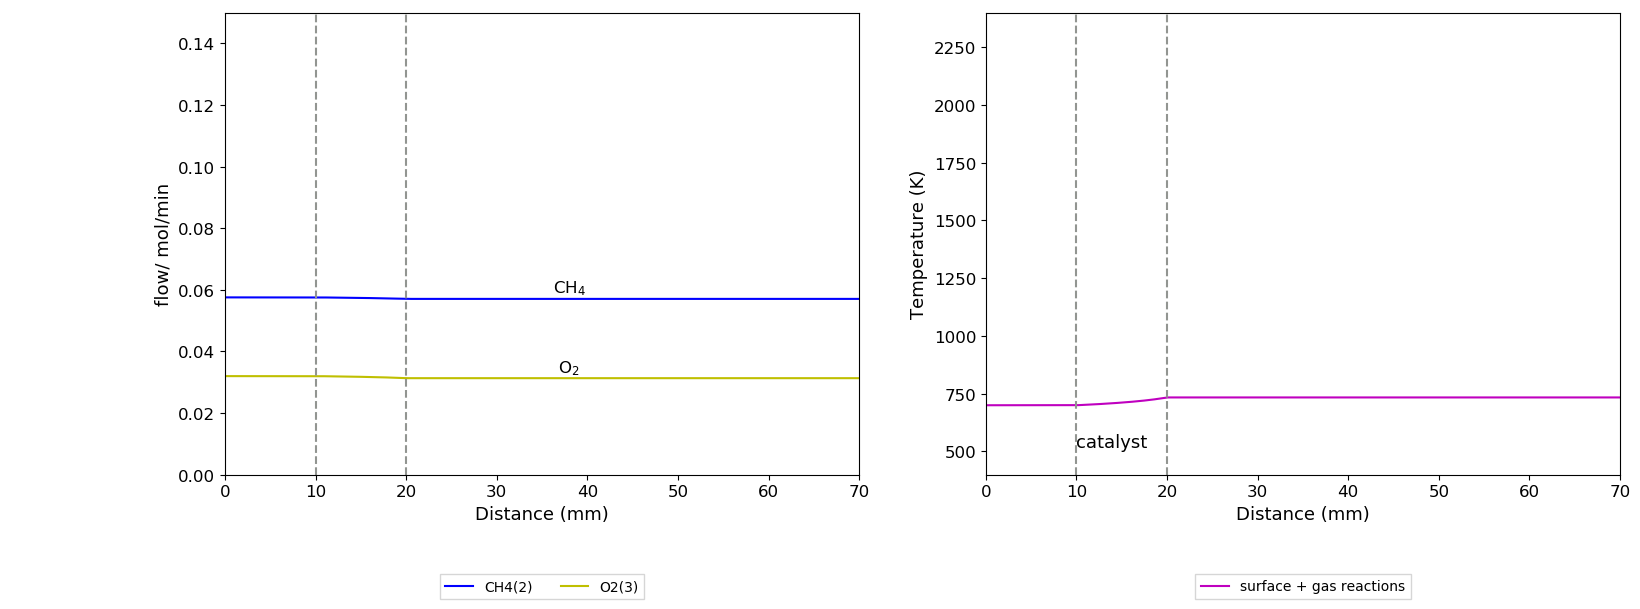 0.14
0.12
0.10
0.08
0.06
0.04
0.02
0.00
flow/ mol/min
CH₄
O₂
0 10 20 30 40 50 60 70
Distance (mm)
CH4(2) O2(3)
2250
2000
1750
1500
1250
1000
750
500
Temperature (K)
catalyst
0 10 20 30 40 50 60 70
Distance (mm)
surface + gas reactions